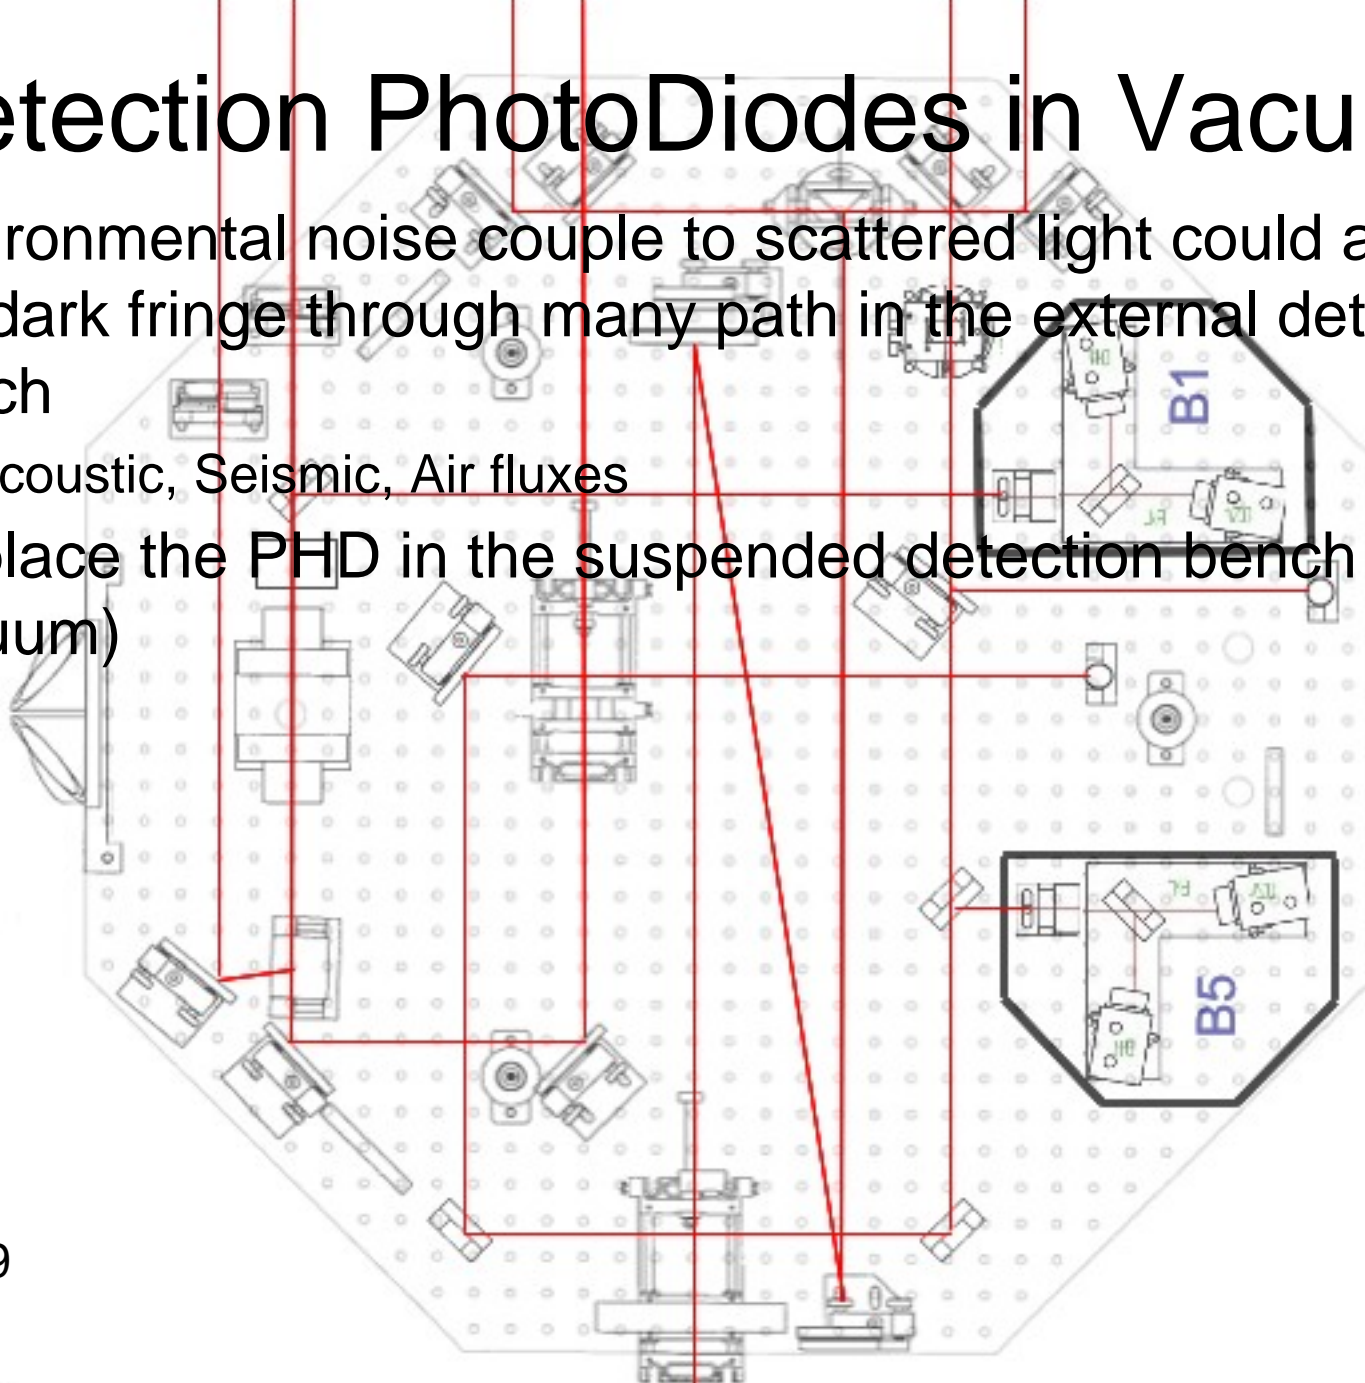 etection PhotoDiodes in Vacu
ronmental noise couple to scattered light could a
dark fringe through many path in the external det
ch
coustic, Seismic, Air fluxes
place the PHD in the suspended detection bench
uum)
B1
B5
9